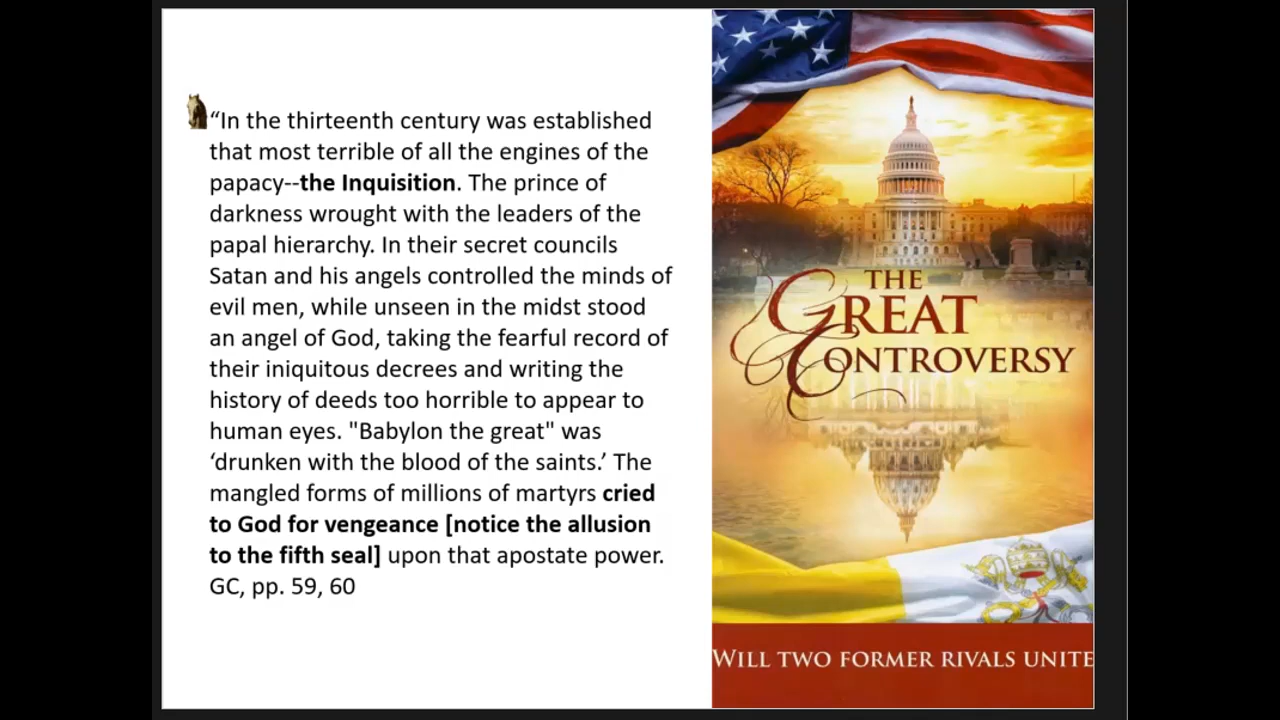 “In the thirteenth century was established
that most terrible of all the engines of the
papacy--the Inquisition. The prince of
darkness wrought with the leaders of the
papal hierarchy. In their secret councils
Satan and his angels controlled the minds of
evil men, while unseen in the midst stood
an angel of God, taking the fearful record of
their iniquitous decrees and writing the
history of deeds too horrible to appear to
human eyes. "Babylon the great" was
‘drunken with the blood of the saints.’ The
mangled forms of millions of martyrs cried
to God for vengeance [notice the allusion
to the fifth seal] upon that apostate power.
GC, pp. 59, 60
THE
GREAT
CONTROVERSY
WILL TWO FORMER RIVALS UNITE